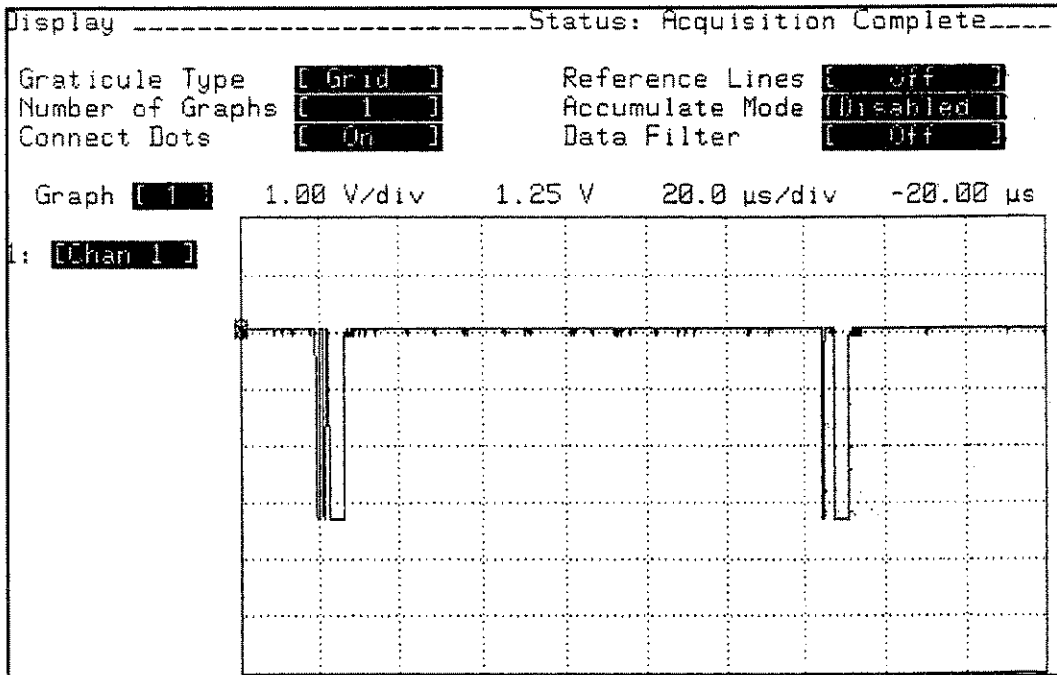 Display Status: Acquisition Complete
Graticule Type [ Grid ] Reference Lines [ Off ]
Number of Graphs [ 1 ] Accumulate Mode [Disabled ]
Connect Dots [ On ] Data Filter [ Off ]
Graph [ 1 ] 1.00 V/div 1.25 V 20.0 µs/div -20.00 µs
1: [Chan 1 ]